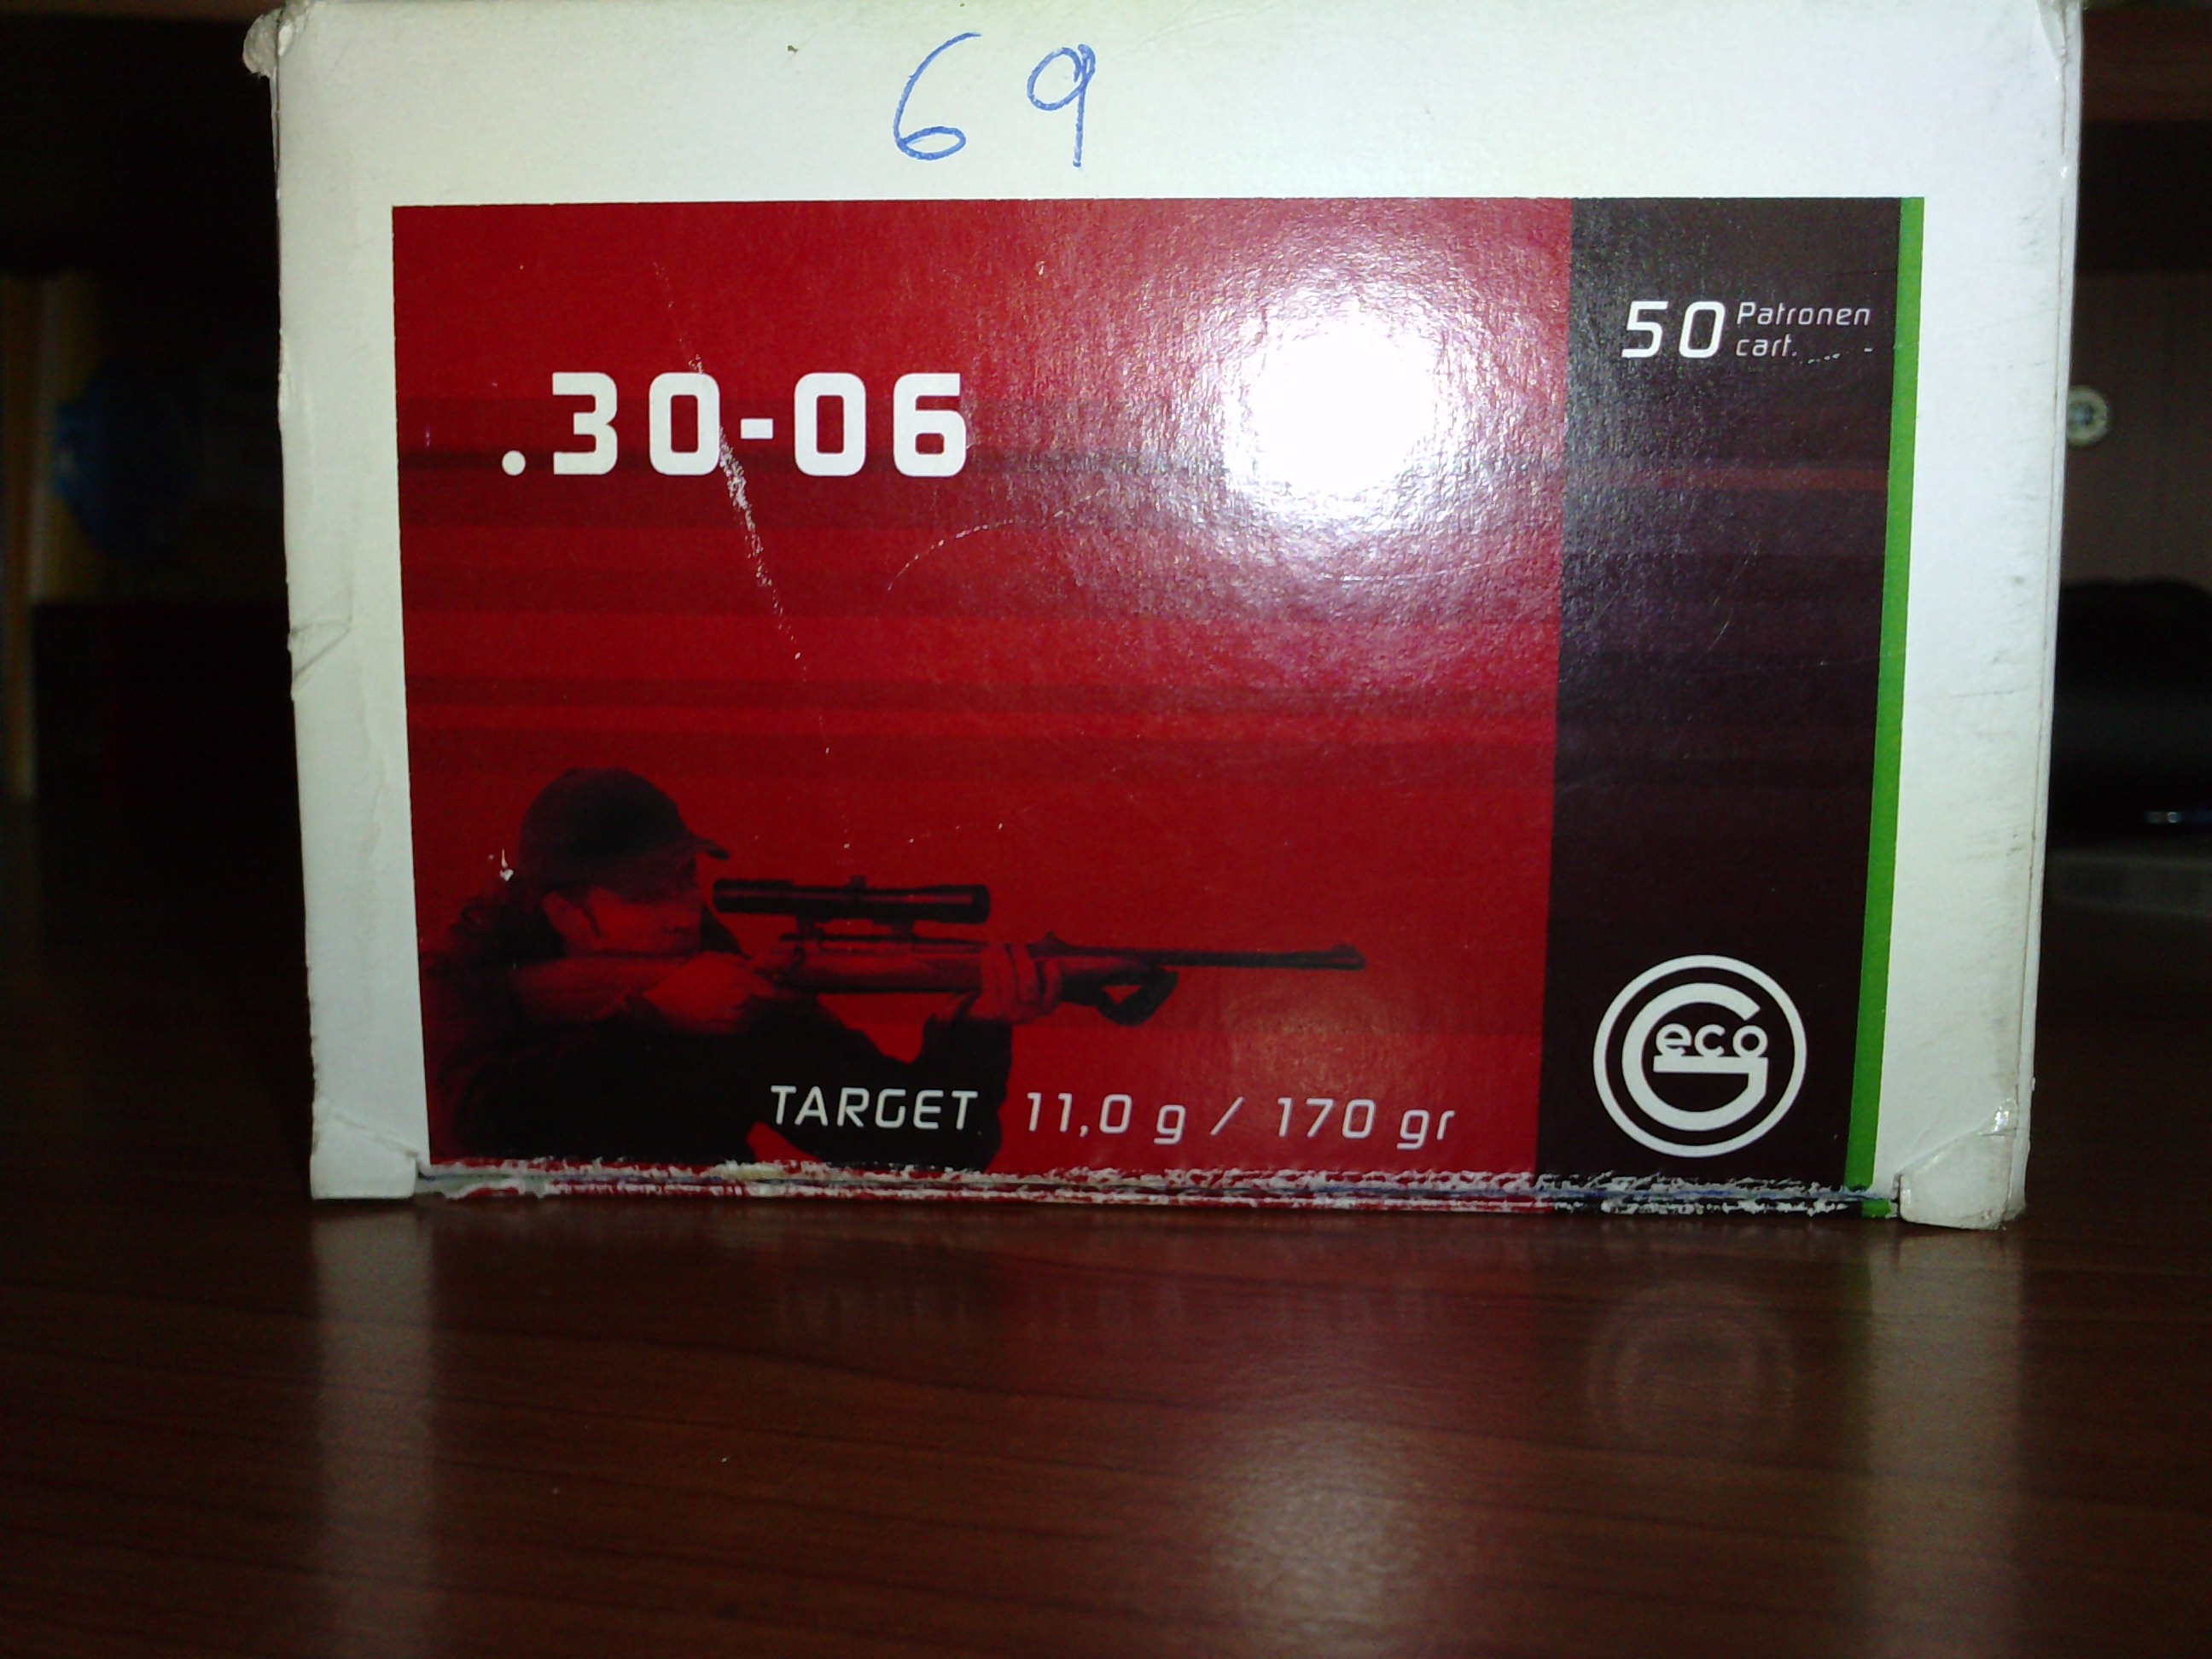 69
.30-06
50 Patronen
cart.
TARGET 11,0 g / 170 gr
Geco